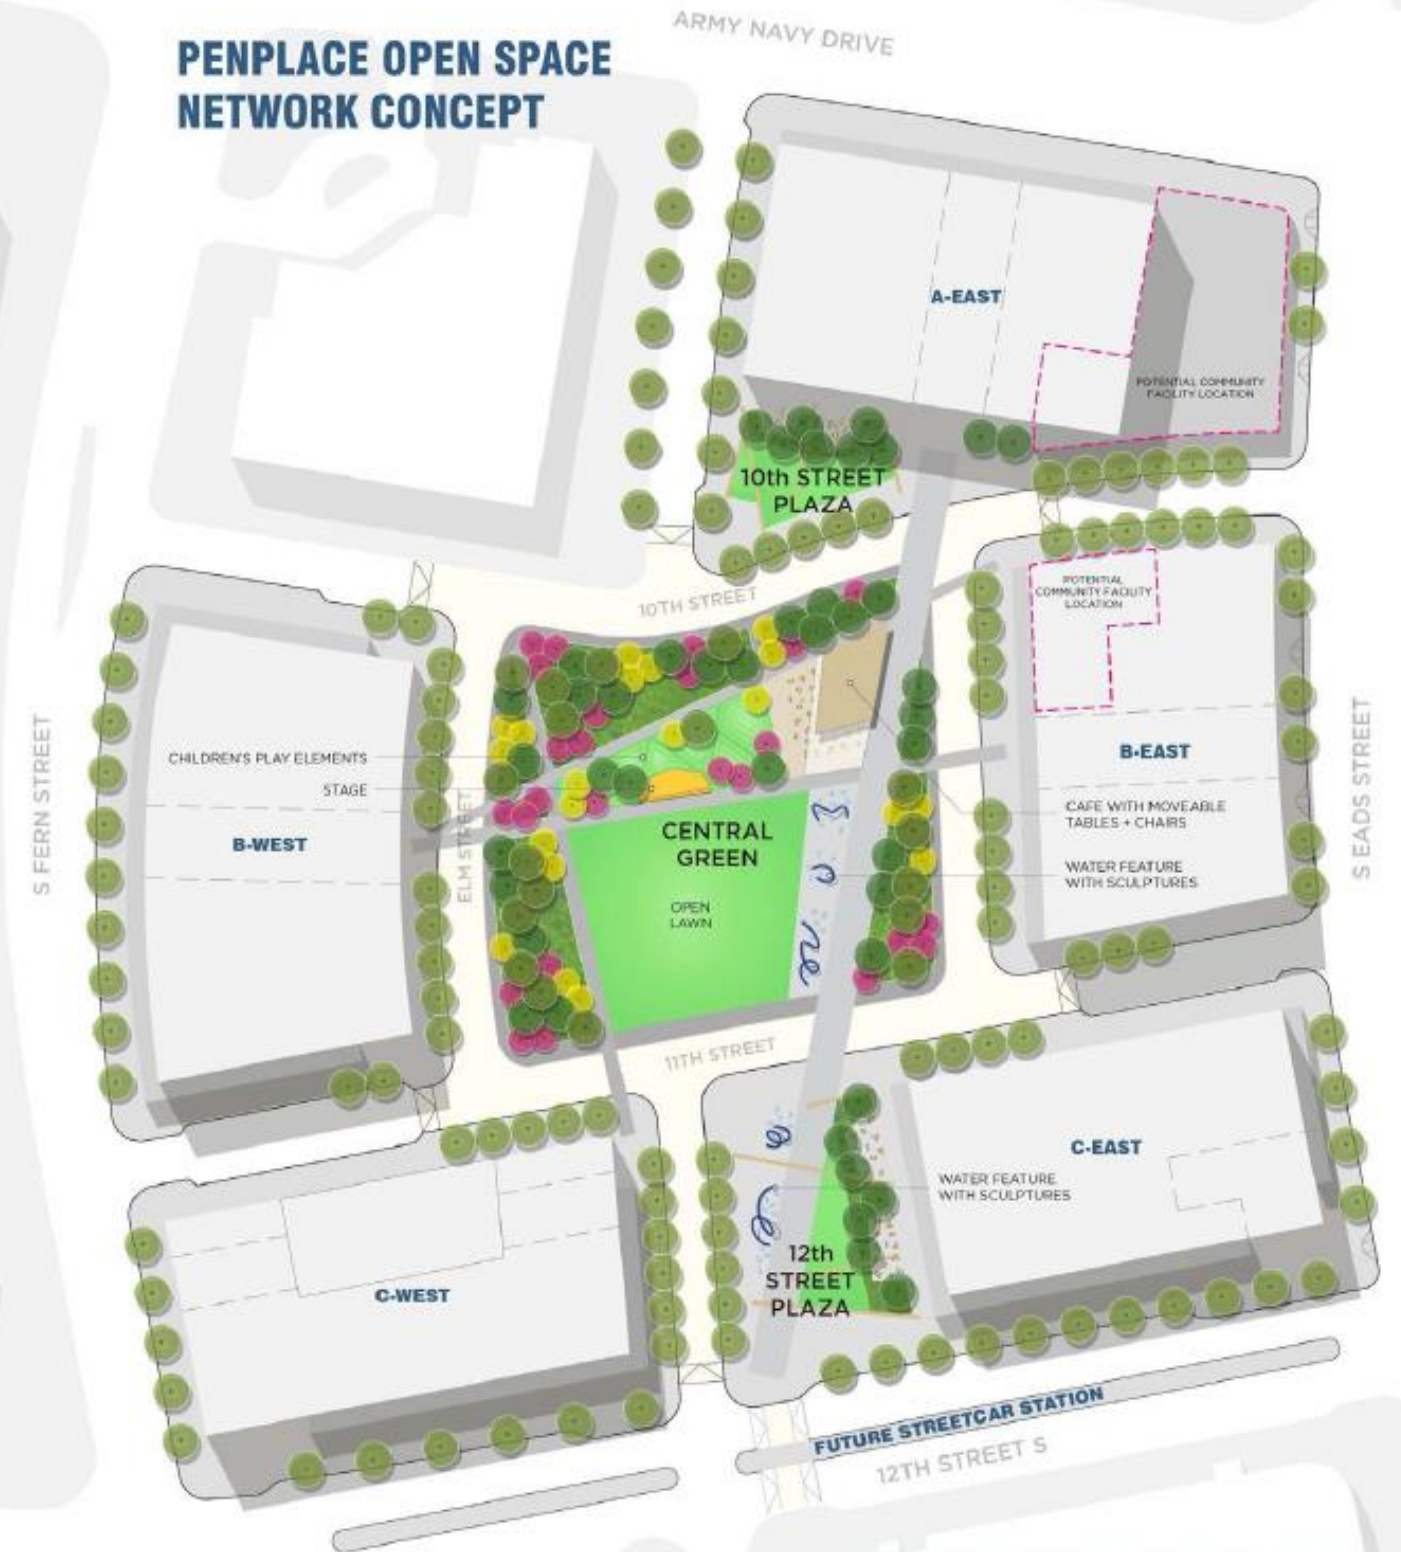 ARMY NAVY DRIVE
PENPLACE OPEN SPACE
NETWORK CONCEPT
A-EAST
POTENTIAL COMMUNITY
FACILITY LOCATION
10th STREET
PLAZA
10TH STREET
POTENTIAL
COMMUNITY FACILITY
LOCATION
S FERN STREET
CHILDREN'S PLAY ELEMENTS
STAGE
B-WEST
ELM STREET
CENTRAL
GREEN
OPEN
LAWN
B-EAST
CAFE WITH MOVEABLE
TABLES + CHAIRS
WATER FEATURE
WITH SCULPTURES
S EADS STREET
11TH STREET
C-EAST
WATER FEATURE
WITH SCULPTURES
12th
STREET
PLAZA
C-WEST
FUTURE STREETCAR STATION
12TH STREET S